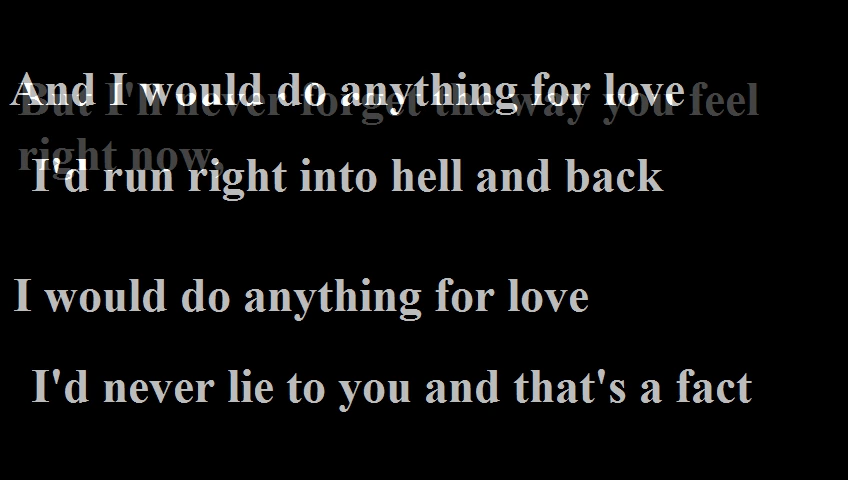 And I would do anything for love
But I'll never forget the way you feel
right now,
I'd run right into hell and back
I would do anything for love
I'd never lie to you and that's a fact